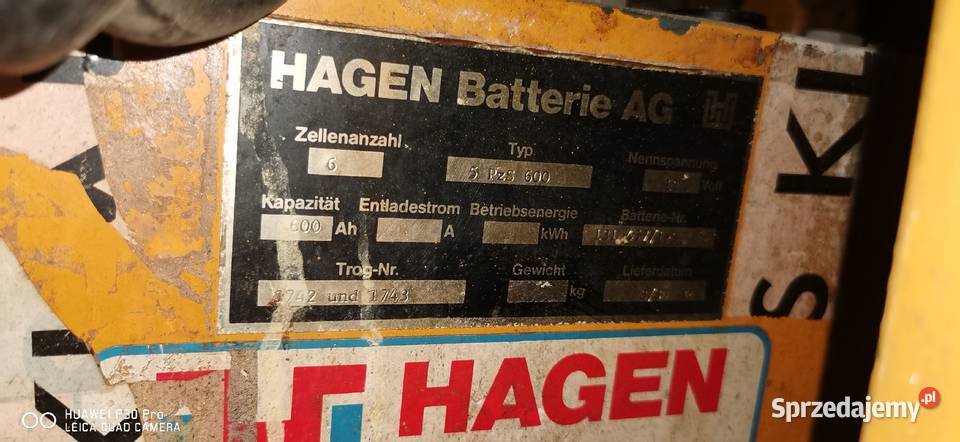 HAGEN Batterie AG
Zellenanzahl Typ Nennspannung
6 5 PzS 600 Volt
Kapazität Entladestrom Betriebsenergie Batterie-Nr.
600 Ah A kWh
Trog-Nr. Gewicht Lieferdatum
1742 und 1743 kg
HAGEN
S KL
HUAWEI P30 Pro
LEICA QUAD CAMERA
Sprzedajemy.pl